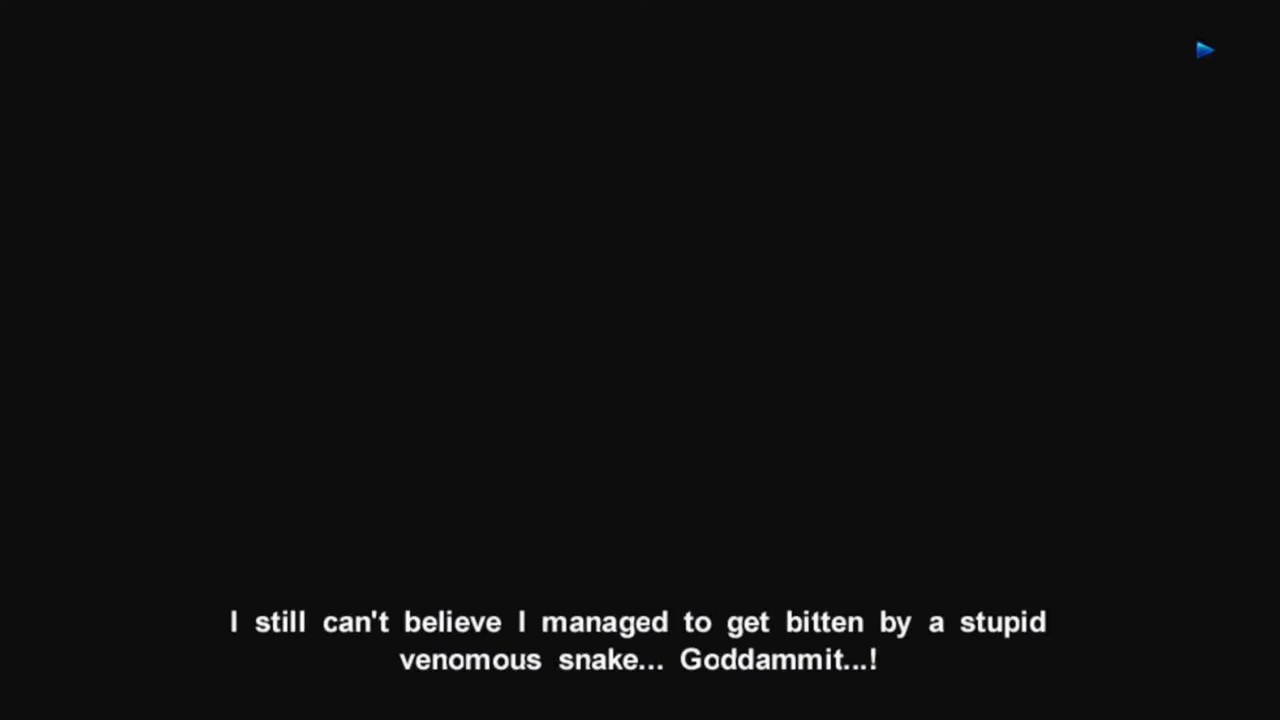 I still can't believe I managed to get bitten by a stupid
venomous snake... Goddammit...!